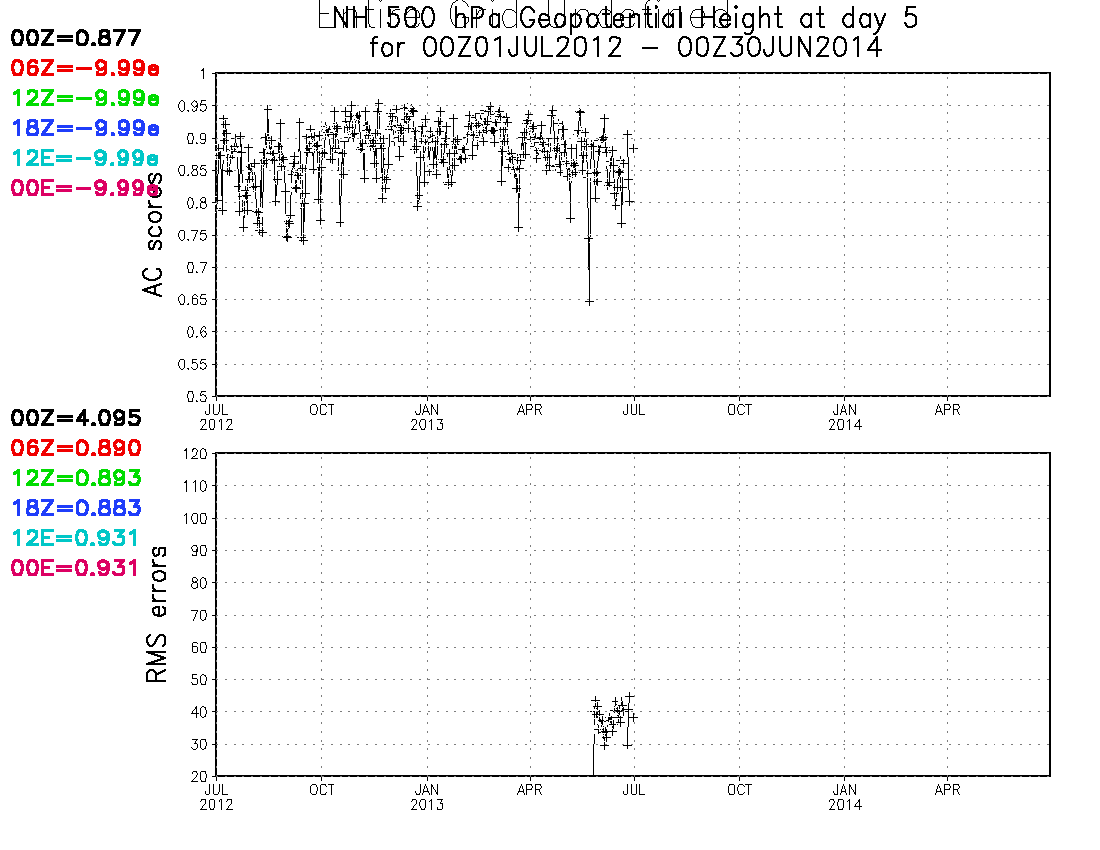 Entire Grid Undefined
NH 500 hPa Geopotential Height at day 5
for 00Z01JUL2012 – 00Z30JUN2014
00Z=0.877
06Z=-9.99e
12Z=-9.99e
18Z=-9.99e
12E=-9.99e
00E=-9.99e
AC scores
1
0.95
0.9
0.85
0.8
0.75
0.7
0.65
0.6
0.55
0.5
JUL OCT JAN APR JUL OCT JAN APR
2012 2013 2014
00Z=4.095
06Z=0.890
12Z=0.893
18Z=0.883
12E=0.931
00E=0.931
RMS errors
120
110
100
90
80
70
60
50
40
30
20
JUL OCT JAN APR JUL OCT JAN APR
2012 2013 2014